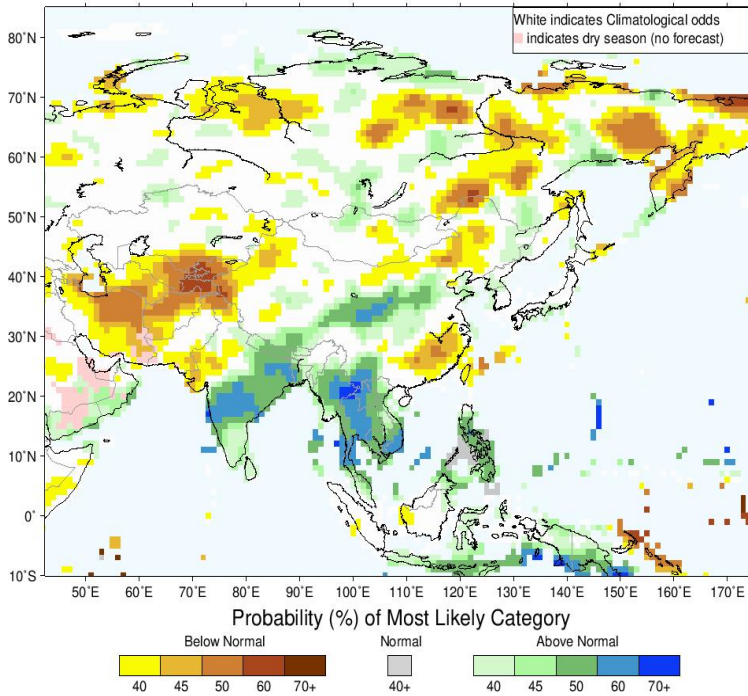 White indicates Climatological odds
indicates dry season (no forecast)
80°N
70°N
60°N
50°N
40°N
30°N
20°N
10°N
0°
10°S
50°E 60°E 70°E 80°E 90°E 100°E 110°E 120°E 130°E 140°E 150°E 160°E 170°E
Probability (%) of Most Likely Category
Below Normal Normal Above Normal
40 45 50 60 70+ 40+ 40 45 50 60 70+